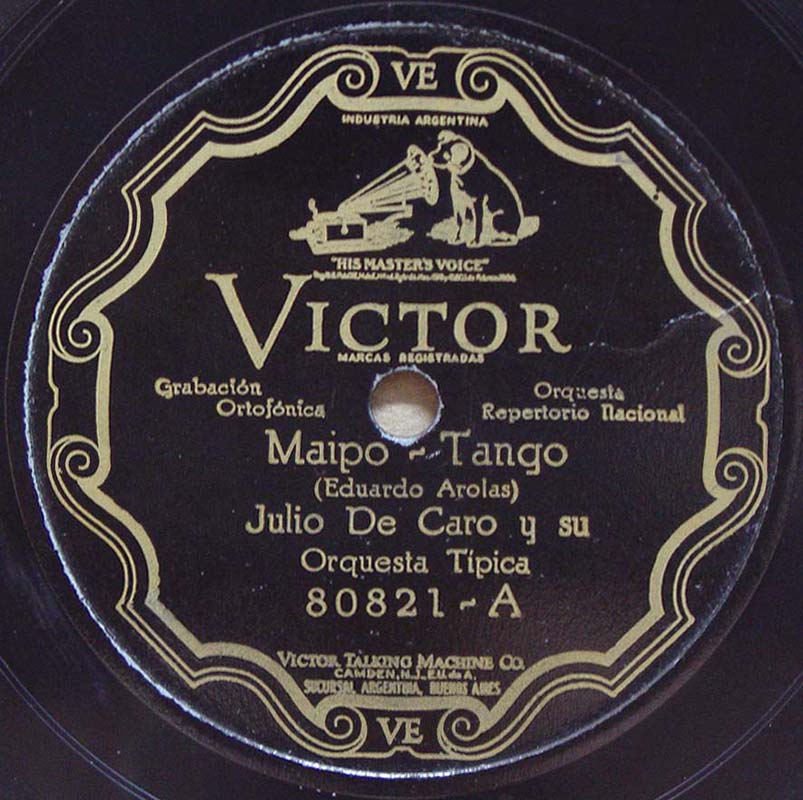 VE
INDUSTRIA ARGENTINA
"HIS MASTER'S VOICE"
VICTOR
MARCAS REGISTRADAS
Grabación
Ortofónica
Orquesta
Repertorio Nacional
Maipo - Tango
(Eduardo Arolas)
Julio De Caro y su
Orquesta Típica
80821-A
VICTOR TALKING MACHINE CO.
CAMDEN, N.J., E.U. de A.
SUCURSAL ARGENTINA, BUENOS AIRES
VE